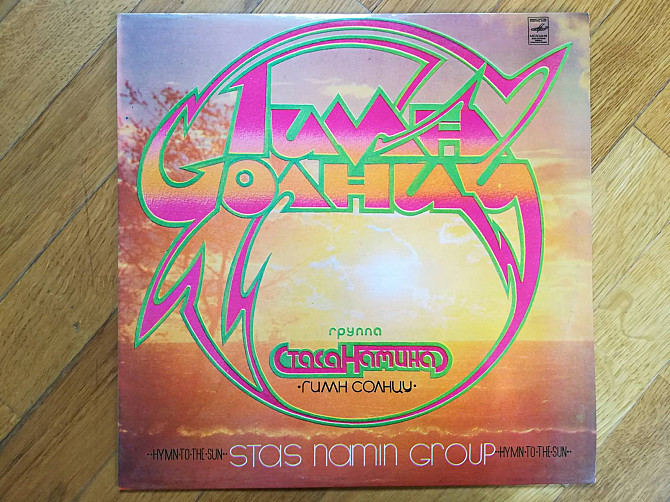 Гимн
Солнцу
группа
Стаса Намина
·ГИМН СОЛНЦУ·
··HYMN·TO·THE·SUN·· STAS NAMIN GROUP ··HYMN·TO·THE·SUN··